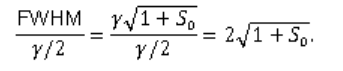 FWHM / γ/2 = γ√1 + S₀ / γ/2 = 2√1 + S₀.